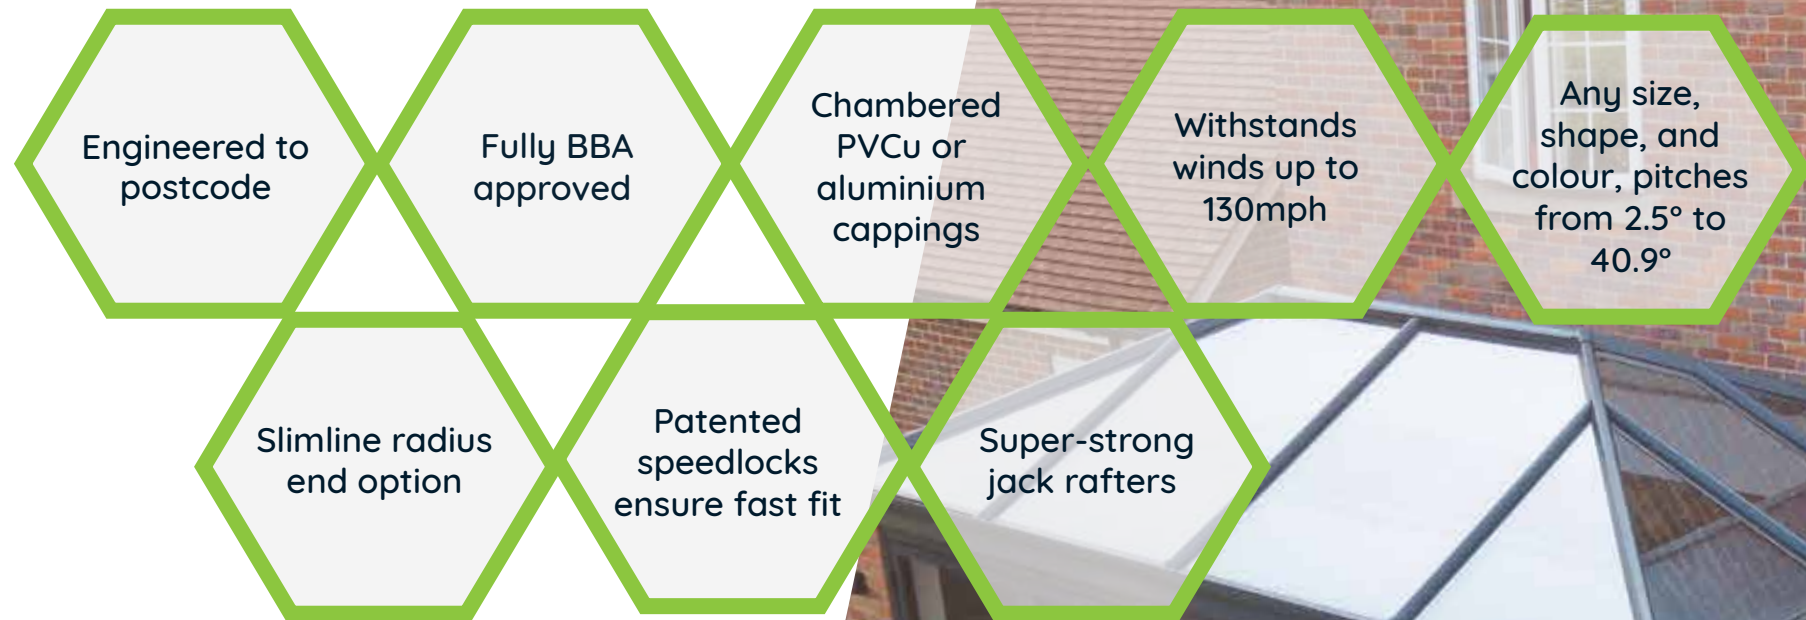 Engineered to
postcode
Fully BBA
approved
Chambered
PVCu or
aluminium
cappings
Withstands
winds up to
130mph
Any size,
shape, and
colour, pitches
from 2.5° to
40.9°
Slimline radius
end option
Patented
speedlocks
ensure fast fit
Super-strong
jack rafters